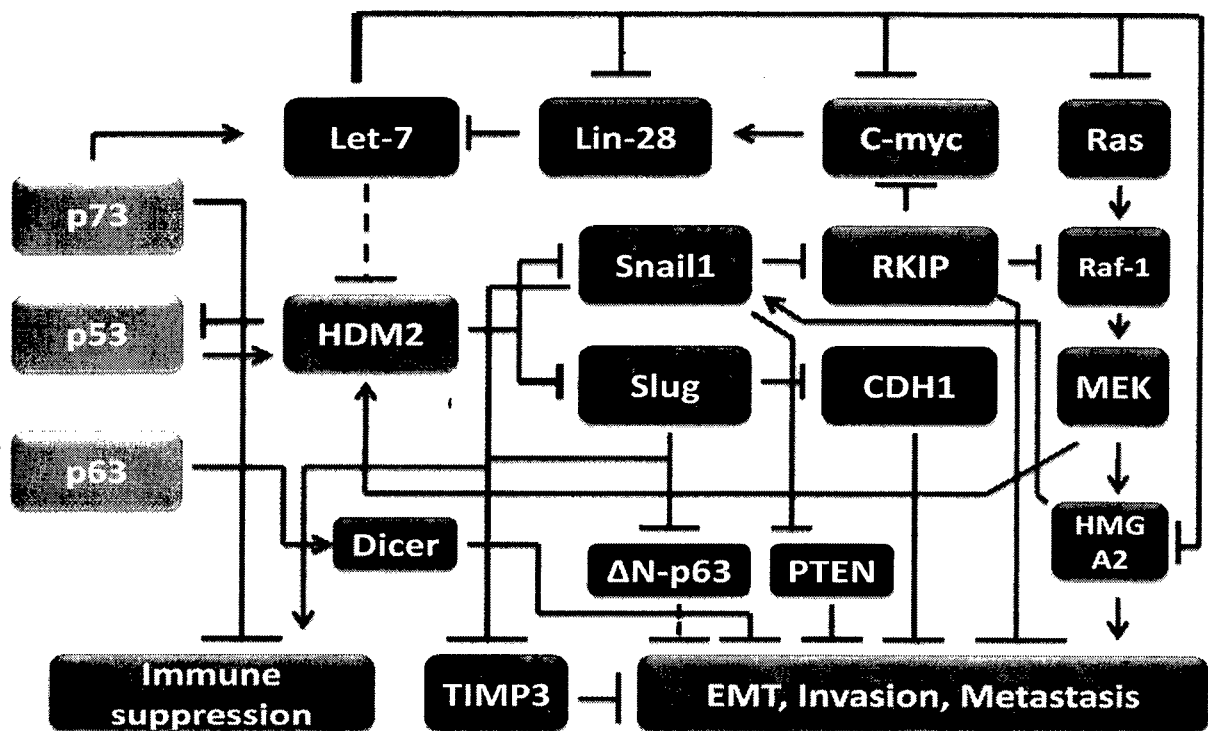 Let-7
Lin-28
C-myc
Ras
p73
Snail1
RKIP
Raf-1
p53
HDM2
Slug
CDH1
MEK
p63
Dicer
ΔN-p63
PTEN
HMG
A2
Immune
suppression
TIMP3
EMT, Invasion, Metastasis